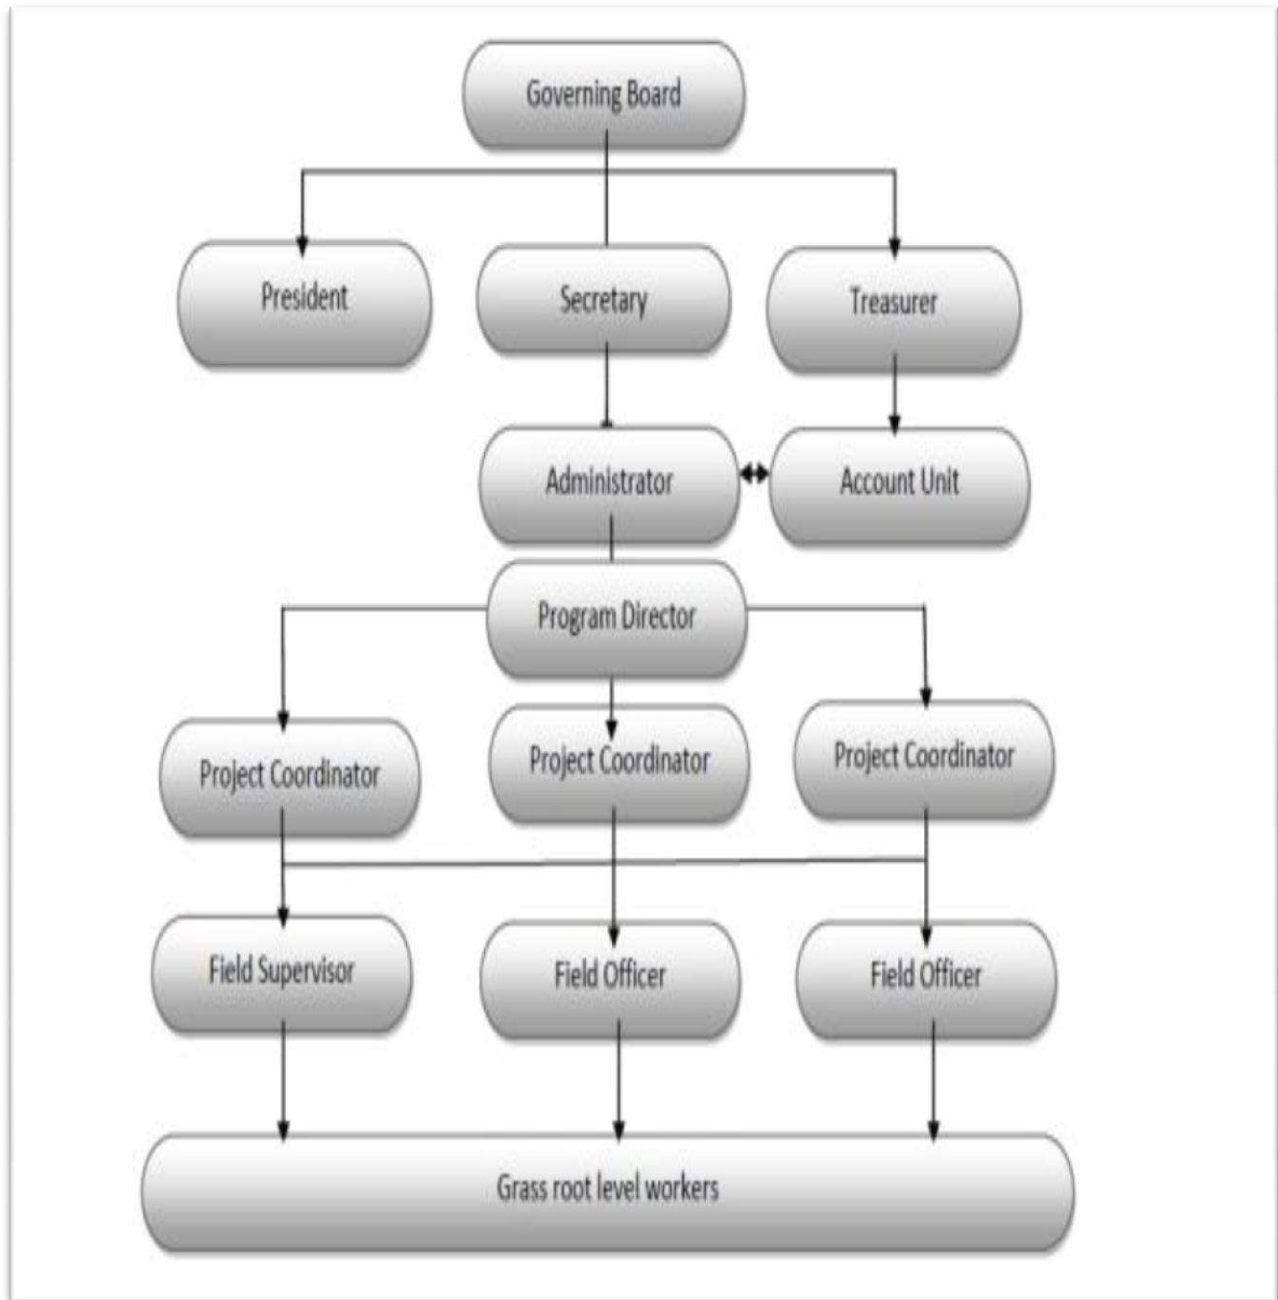 Governing Board
President
Secretary
Treasurer
Administrator
Account Unit
Program Director
Project Coordinator
Project Coordinator
Project Coordinator
Field Supervisor
Field Officer
Field Officer
Grass root level workers